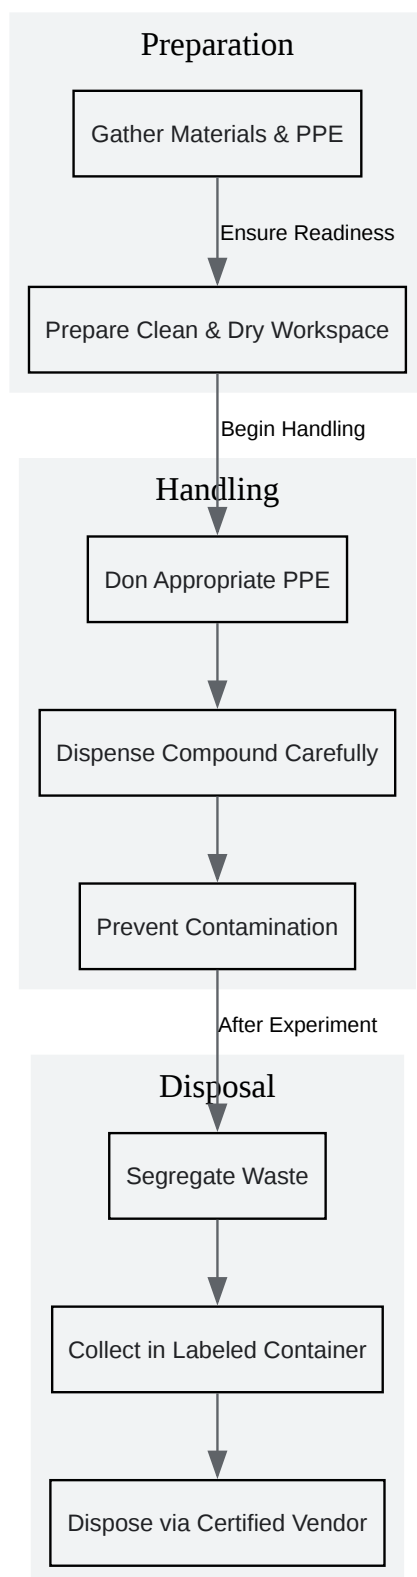 Preparation
Gather Materials & PPE
Ensure Readiness
Prepare Clean & Dry Workspace
Begin Handling
Handling
Don Appropriate PPE
Dispense Compound Carefully
Prevent Contamination
After Experiment
Disposal
Segregate Waste
Collect in Labeled Container
Dispose via Certified Vendor